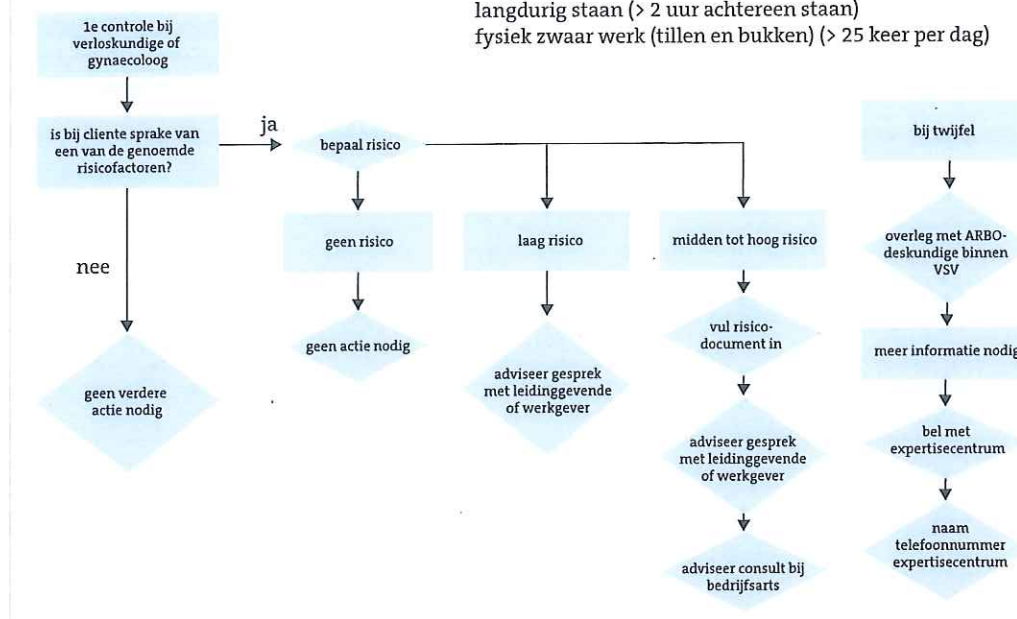 langdurig staan (> 2 uur achtereen staan)
fysiek zwaar werk (tillen en bukken) (> 25 keer per dag)
1e controle bij
verloskundige of
gynaecoloog
is bij cliente sprake van
een van de genoemde
risicofactoren?
ja
nee
geen verdere
actie nodig
bepaal risico
geen risico
geen actie nodig
laag risico
adviseer gesprek
met leidinggevende
of werkgever
midden tot hoog risico
vul risico-
document in
adviseer gesprek
met leidinggevende
of werkgever
adviseer consult bij
bedrijfsarts
bij twijfel
overleg met ARBO-
deskundige binnen
VSV
meer informatie nodig
bel met
expertisecentrum
naam
telefoonnummer
expertisecentrum